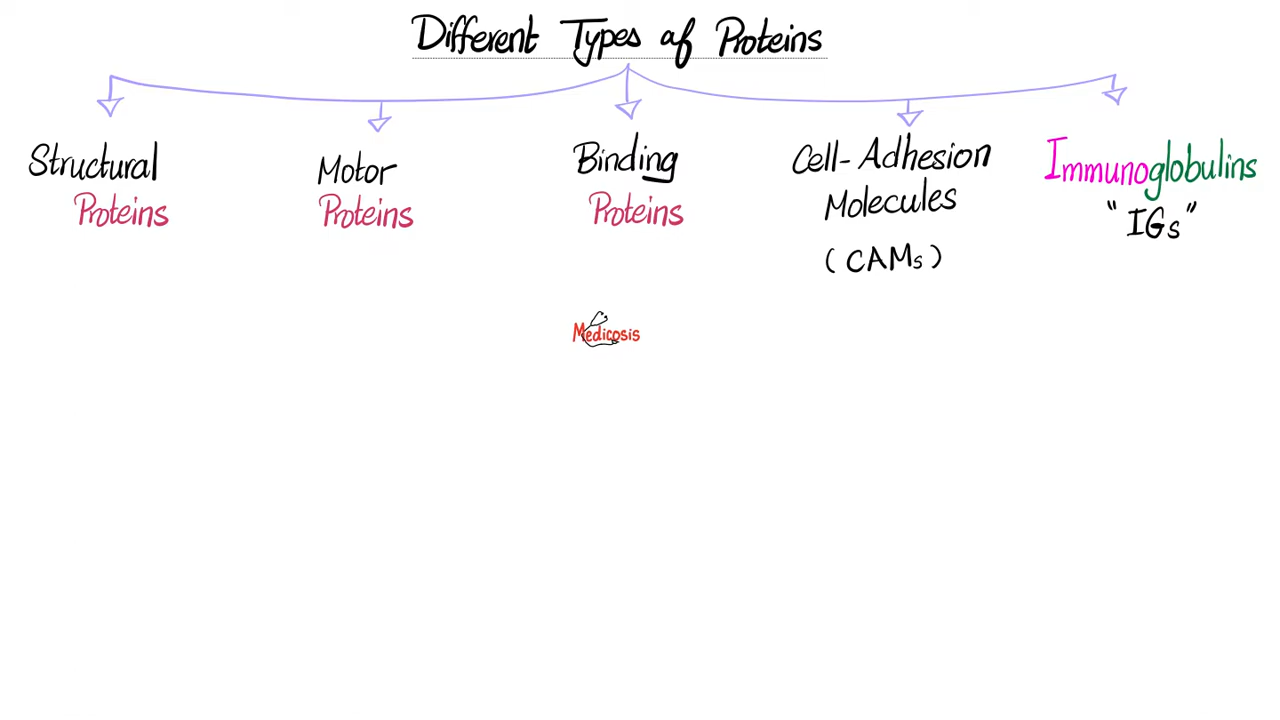 Different Types of Proteins
Structural
Proteins
Motor
Proteins
Binding
Proteins
Cell-Adhesion
Molecules
(CAMs)
Immunoglobulins
"IGs"
Medicosis